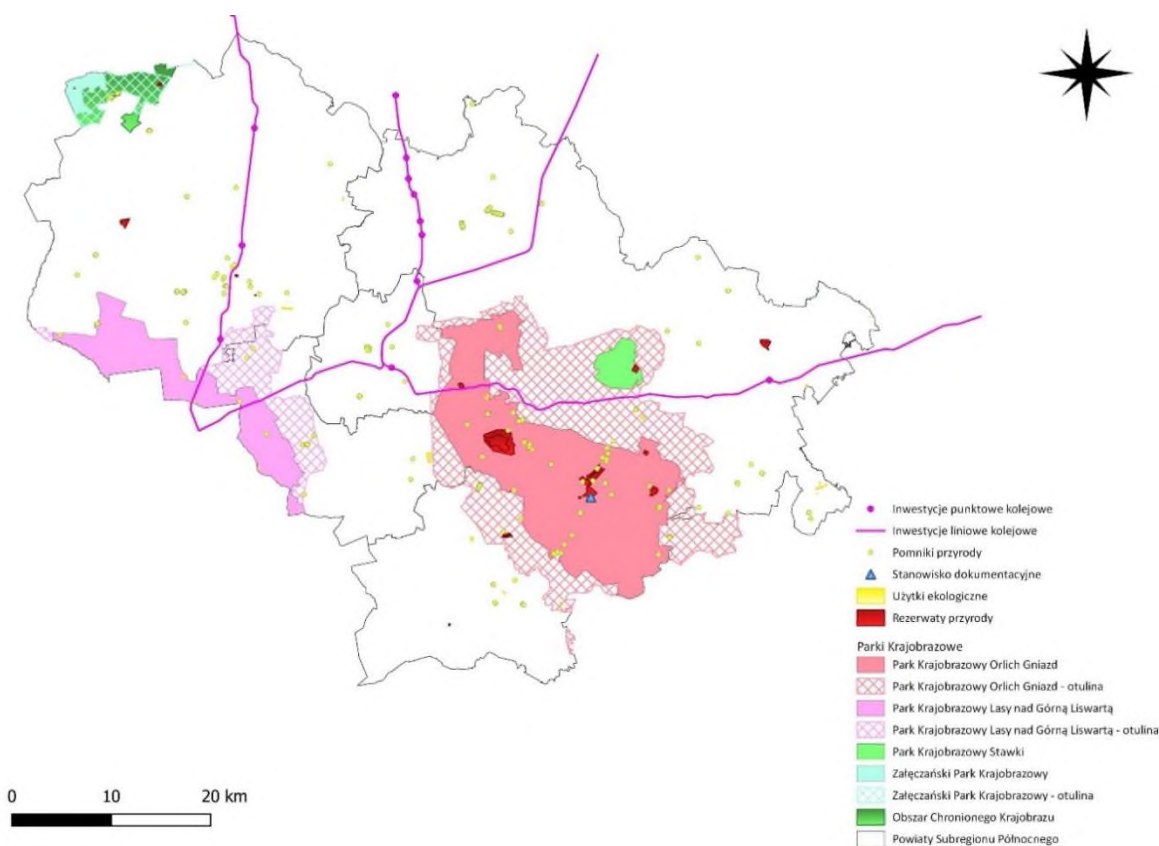 Inwestycje punktowe kolejowe
Inwestycje liniowe kolejowe
Pomniki przyrody
Stanowisko dokumentacyjne
Użytki ekologiczne
Rezerwaty przyrody
Parki Krajobrazowe
Park Krajobrazowy Orlich Gniazd
Park Krajobrazowy Orlich Gniazd - otulina
Park Krajobrazowy Lasy nad Górną Liswartą
Park Krajobrazowy Lasy nad Górną Liswartą - otulina
Park Krajobrazowy Stawki
Załęczański Park Krajobrazowy
Załęczański Park Krajobrazowy - otulina
Obszar Chronionego Krajobrazu
Powiaty Subregionu Północnego
0 10 20 km